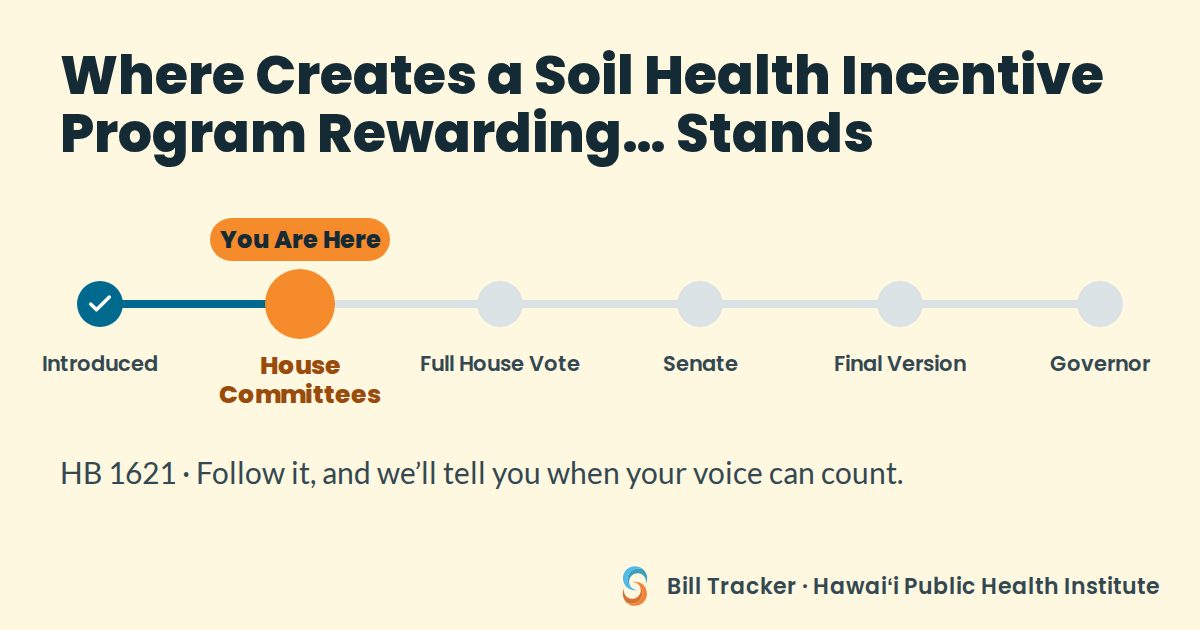 Where Creates a Soil Health Incentive
Program Rewarding... Stands
You Are Here
Introduced
House
Committees
Full House Vote
Senate
Final Version
Governor
HB 1621 · Follow it, and we’ll tell you when your voice can count.
Bill Tracker · Hawaiʻi Public Health Institute